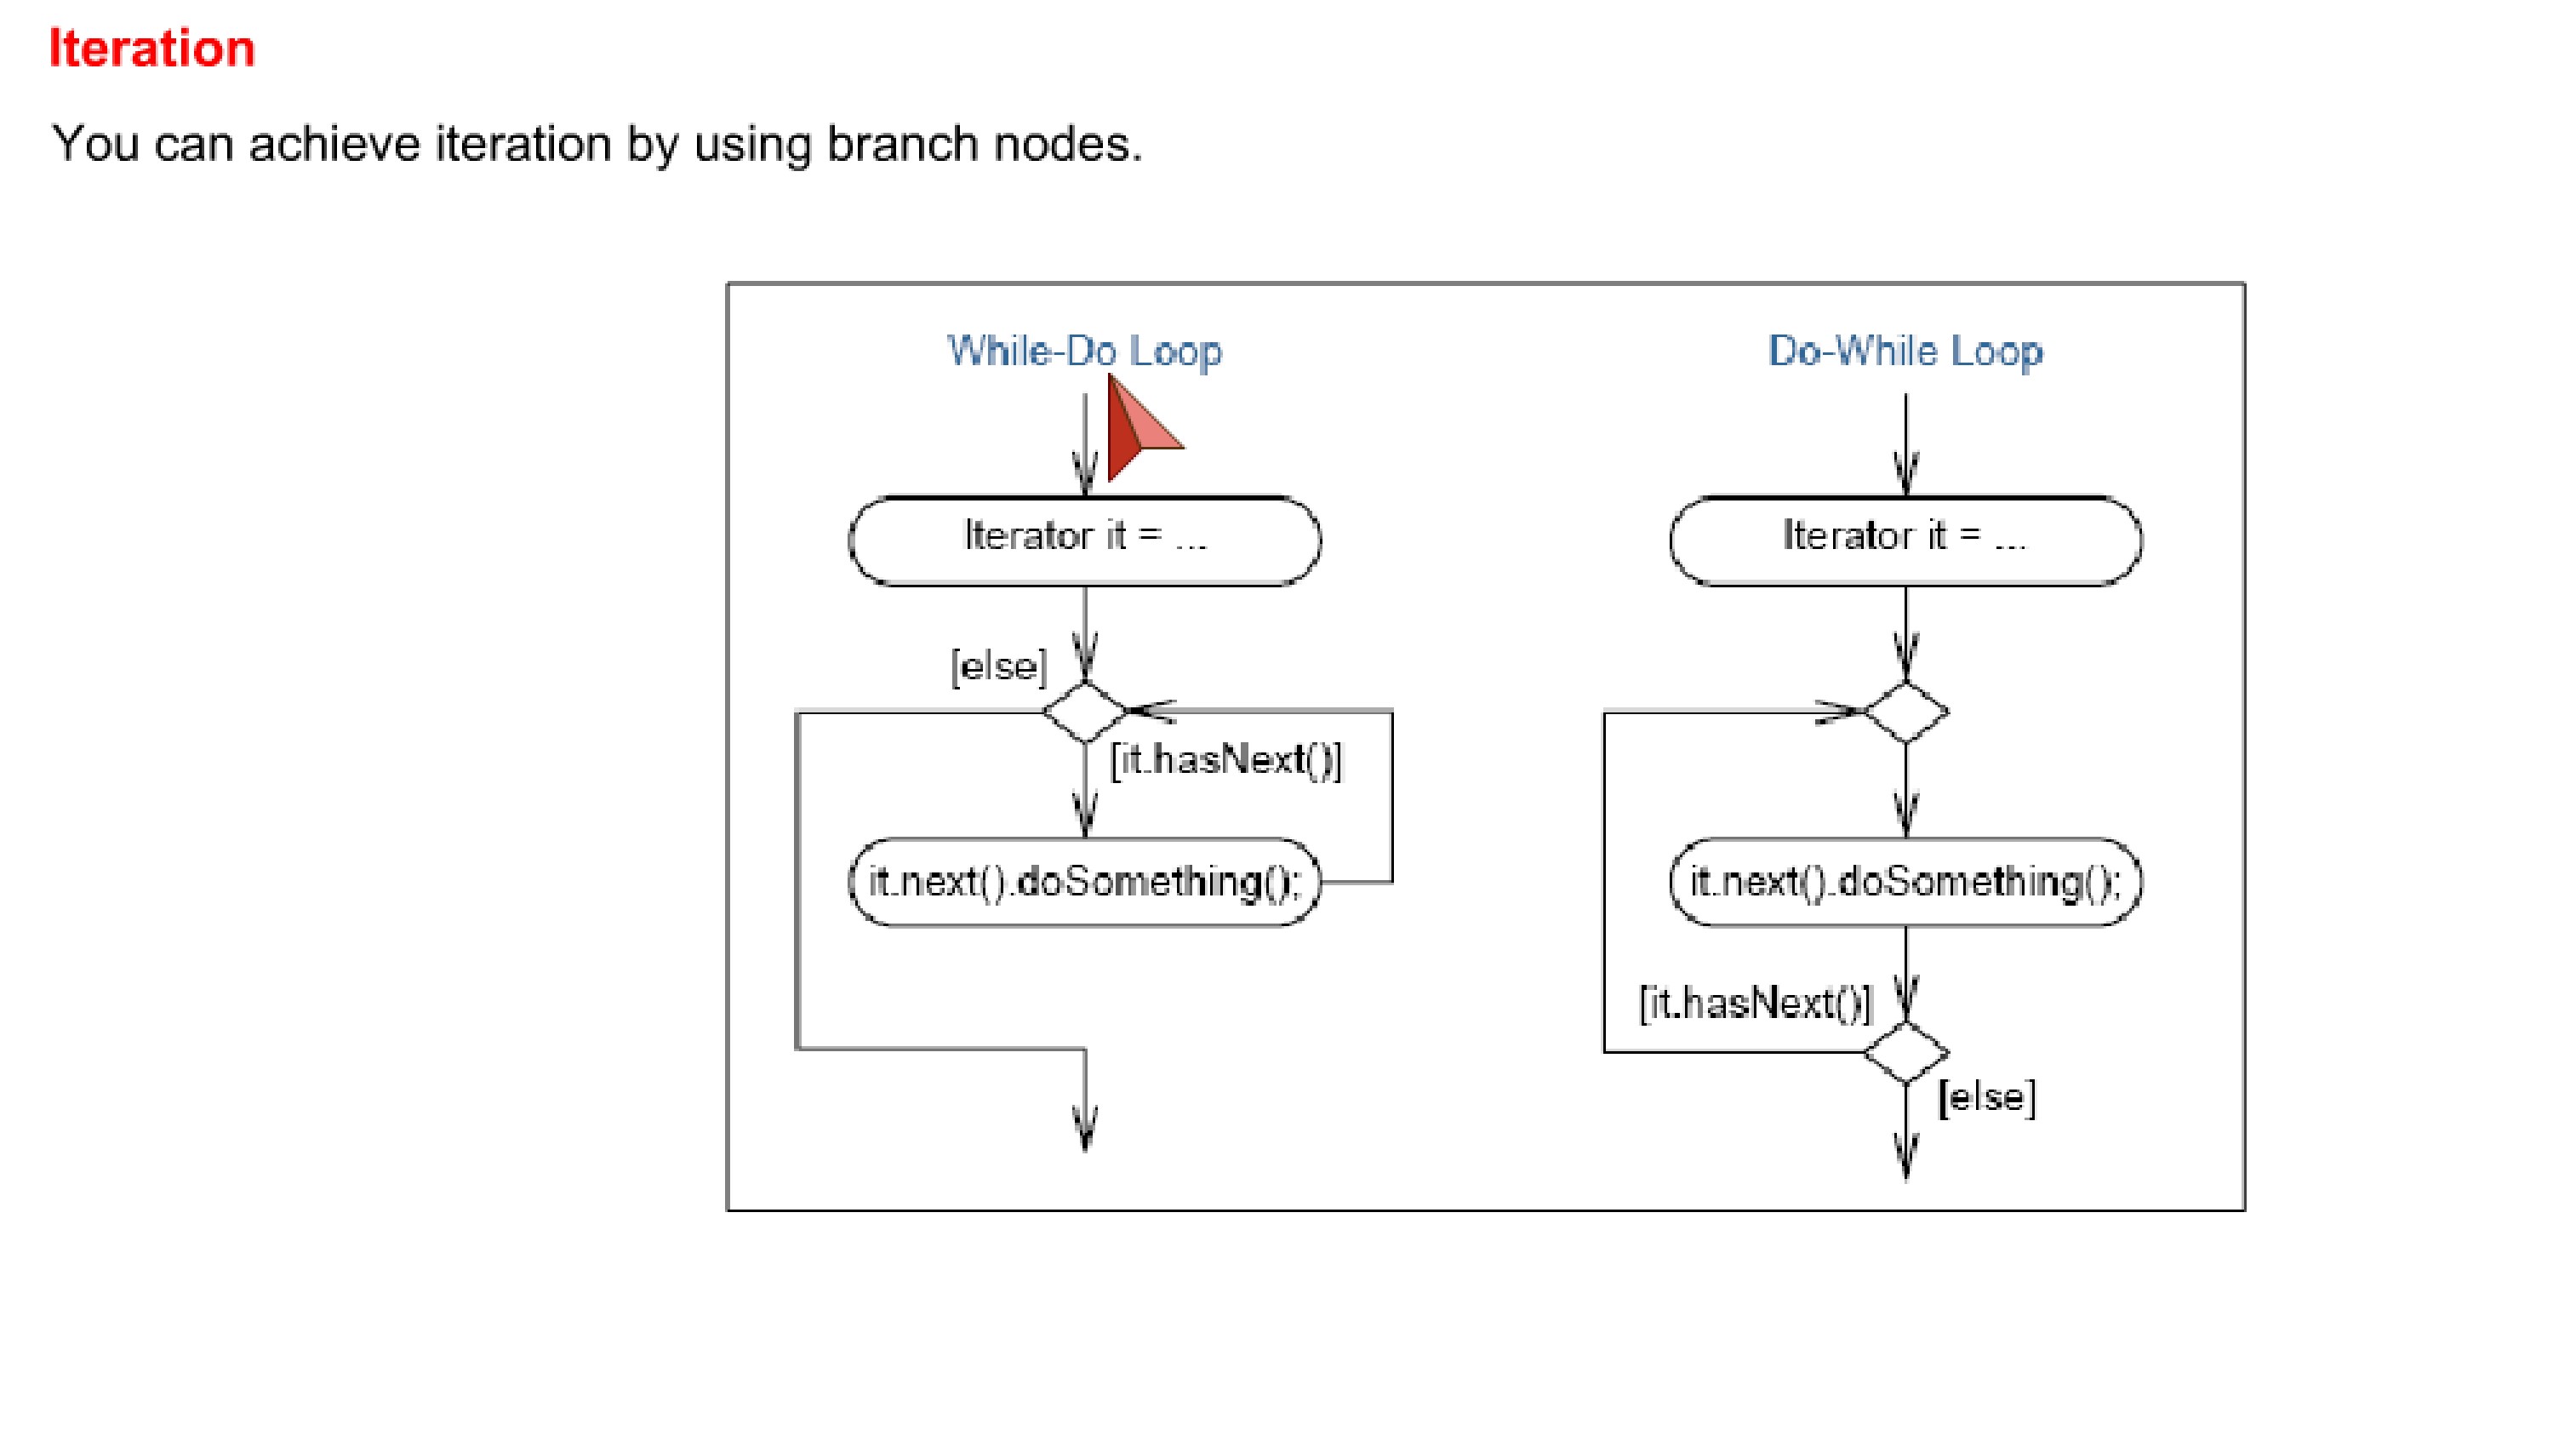 Iteration
You can achieve iteration by using branch nodes.
While-Do Loop
Iterator it = ...
[else]
[it.hasNext()]
it.next().doSomething();
Do-While Loop
Iterator it = ...
it.next().doSomething();
[it.hasNext()]
[else]